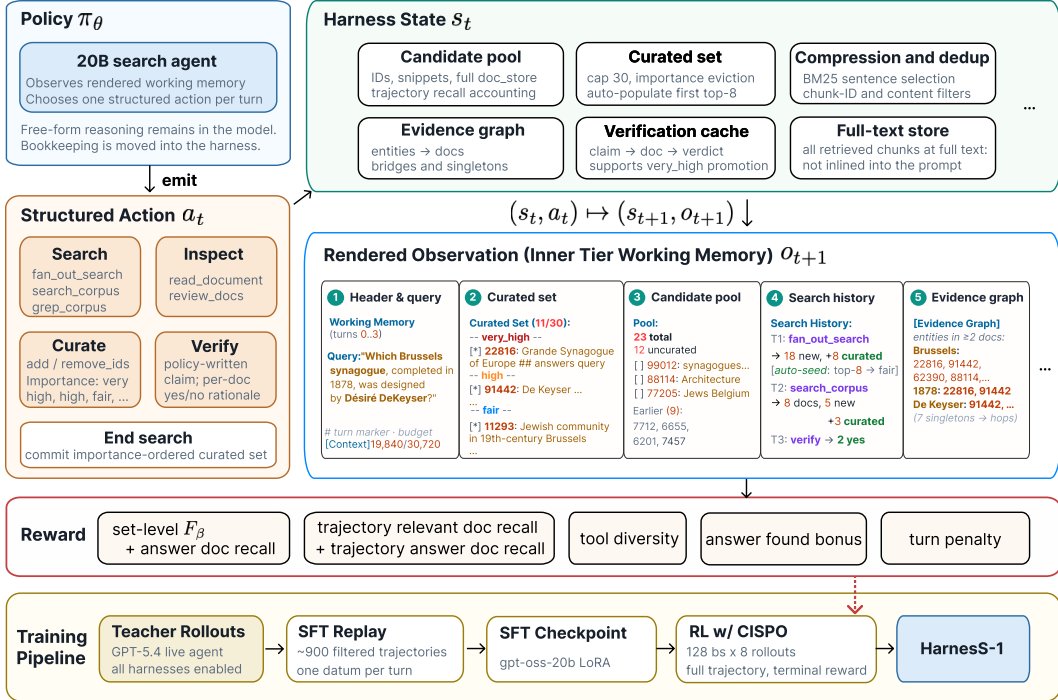 Policy π_θ
20B search agent
Observes rendered working memory
Chooses one structured action per turn
Free-form reasoning remains in the model.
Bookkeeping is moved into the harness.
emit
Structured Action a_t
Search
fan_out_search
search_corpus
grep_corpus
Inspect
read_document
review_docs
Curate
add / remove_ids
Importance: very
high, high, fair, ...
Verify
policy-written
claim; per-doc
yes/no rationale
End search
commit importance-ordered curated set
Harness State s_t
Candidate pool
IDs, snippets, full doc_store
trajectory recall accounting
Curated set
cap 30, importance eviction
auto-populate first top-8
Compression and dedup
BM25 sentence selection
chunk-ID and content filters
Evidence graph
entities → docs
bridges and singletons
Verification cache
claim → doc → verdict
supports very_high promotion
Full-text store
all retrieved chunks at full text:
not inlined into the prompt
...
(s_t, a_t) ↦ (s_{t+1}, o_{t+1})
Rendered Observation (Inner Tier Working Memory) o_{t+1}
1 Header & query
Working Memory
(turns 0..3)
Query:"Which Brussels
synagogue, completed in
1878, was designed
by Désiré DeKeyser?"
# turn marker · budget
[Context]19,840/30,720
2 Curated set
Curated Set (11/30):
-- very_high --
[*] 22816: Grande Synagogue
of Europe ## answers query
-- high --
[*] 91442: De Keyser ...
...
-- fair --
[*] 11293: Jewish community
in 19th-century Brussels
...
3 Candidate pool
Pool:
23 total
12 uncurated
[ ] 99012: synagogues...
[ ] 88114: Architecture
[ ] 77205: Jews Belgium
Earlier (9):
7712, 6655,
6201, 7457
4 Search history
Search History:
T1: fan_out_search
→ 18 new, +8 curated
[auto-seed: top-8 → fair]
T2: search_corpus
→ 8 docs, 5 new
+3 curated
T3: verify → 2 yes
5 Evidence graph
[Evidence Graph]
entities in ≥2 docs:
Brussels:
22816, 91442,
62390, 88114,...
1878: 22816, 91442
De Keyser: 91442, ...
(7 singletons → hops)
...
Reward
set-level F_β
+ answer doc recall
trajectory relevant doc recall
+ trajectory answer doc recall
tool diversity
answer found bonus
turn penalty
Training
Pipeline
Teacher Rollouts
GPT-5.4 live agent
all harnesses enabled
SFT Replay
~900 filtered trajectories
one datum per turn
SFT Checkpoint
gpt-oss-20b LoRA
RL w/ CISPO
128 bs x 8 rollouts
full trajectory, terminal reward
HarnesS-1